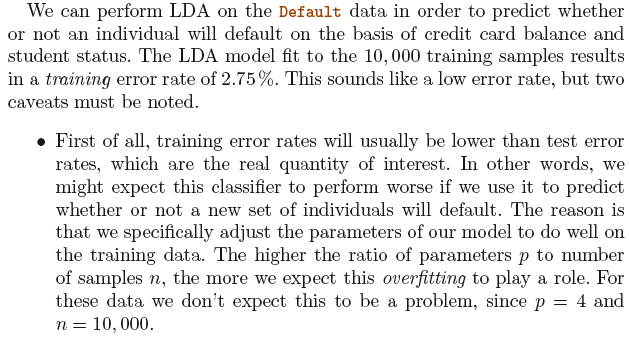 We can perform LDA on the Default data in order to predict whether
or not an individual will default on the basis of credit card balance and
student status. The LDA model fit to the 10,000 training samples results
in a training error rate of 2.75%. This sounds like a low error rate, but two
caveats must be noted.
• First of all, training error rates will usually be lower than test error
rates, which are the real quantity of interest. In other words, we
might expect this classifier to perform worse if we use it to predict
whether or not a new set of individuals will default. The reason is
that we specifically adjust the parameters of our model to do well on
the training data. The higher the ratio of parameters p to number
of samples n, the more we expect this overfitting to play a role. For
these data we don't expect this to be a problem, since p = 4 and
n = 10,000.